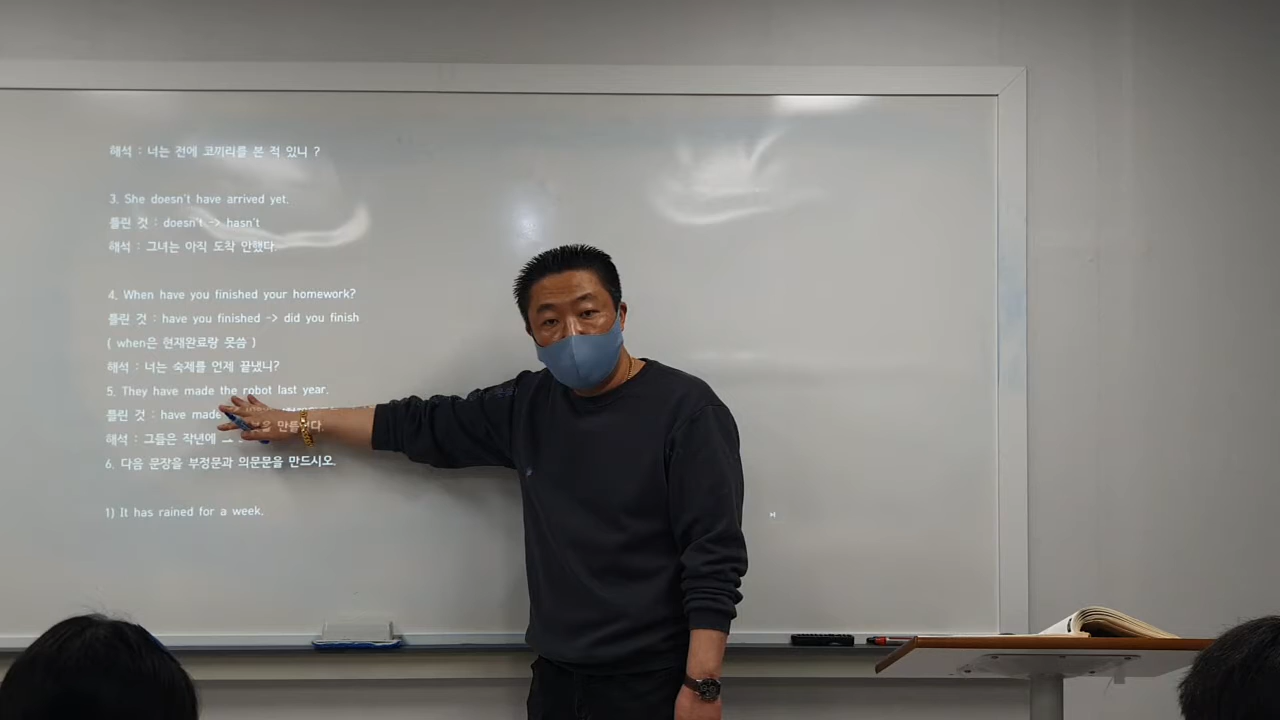 해석 : 너는 전에 코끼리를 본 적 있니 ?
3. She doesn't have arrived yet.
틀린 것 : doesn't -> hasn't
해석 : 그녀는 아직 도착 안했다.
4. When have you finished your homework?
틀린 것 : have you finished -> did you finish
( when은 현재완료랑 못씀 )
해석 : 너는 숙제를 언제 끝냈니?
5. They have made the robot last year.
틀린 것 : have made
해석 : 그들은 작년에 만들었다.
6. 다음 문장을 부정문과 의문문을 만드시오.
1) It has rained for a week.